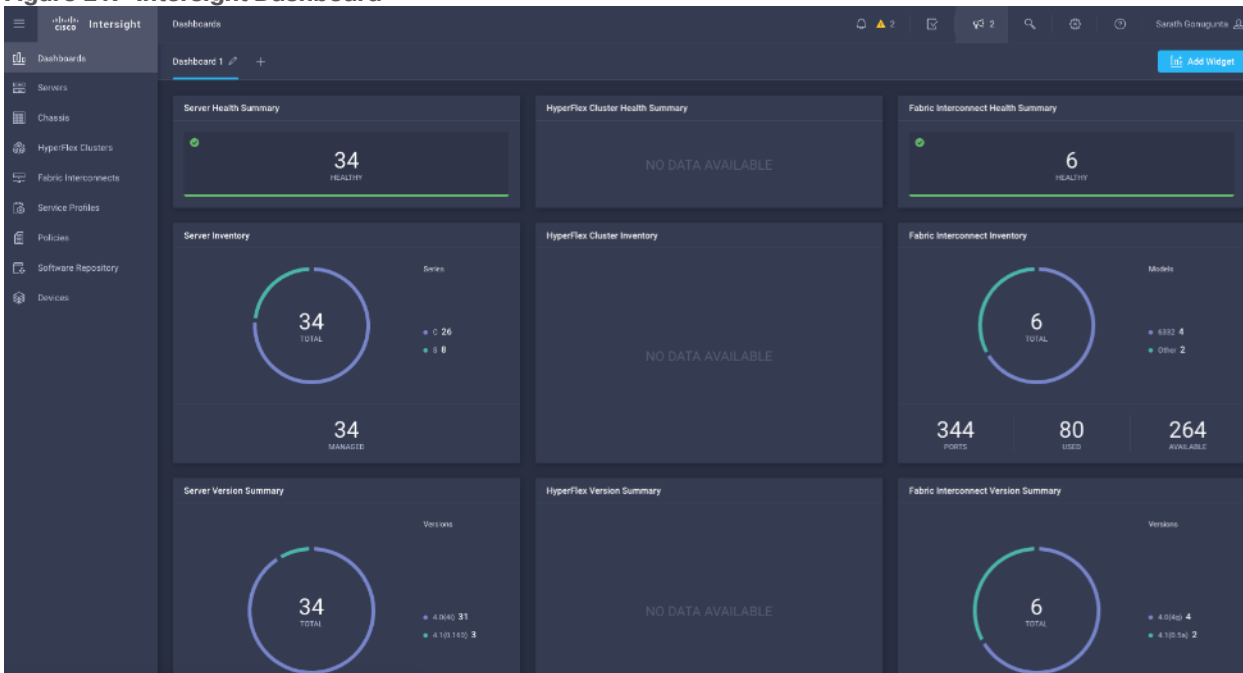 cisco Intersight Dashboards 2 2 Sarath Gonugunta
Dashboards
Servers
Chassis
HyperFlex Clusters
Fabric Interconnects
Service Profiles
Policies
Software Repository
Devices
Dashboard 1 + Add Widget
Server Health Summary
34
HEALTHY
HyperFlex Cluster Health Summary
NO DATA AVAILABLE
Fabric Interconnect Health Summary
6
HEALTHY
Server Inventory
Series
34
TOTAL
C 26
B 8
34
MANAGED
HyperFlex Cluster Inventory
NO DATA AVAILABLE
Fabric Interconnect Inventory
Models
6
TOTAL
6332 4
Other 2
344 80 264
PORTS USED AVAILABLE
Server Version Summary
Versions
34
TOTAL
31
3
HyperFlex Version Summary
NO DATA AVAILABLE
Fabric Interconnect Version Summary
Versions
6
TOTAL
4
2